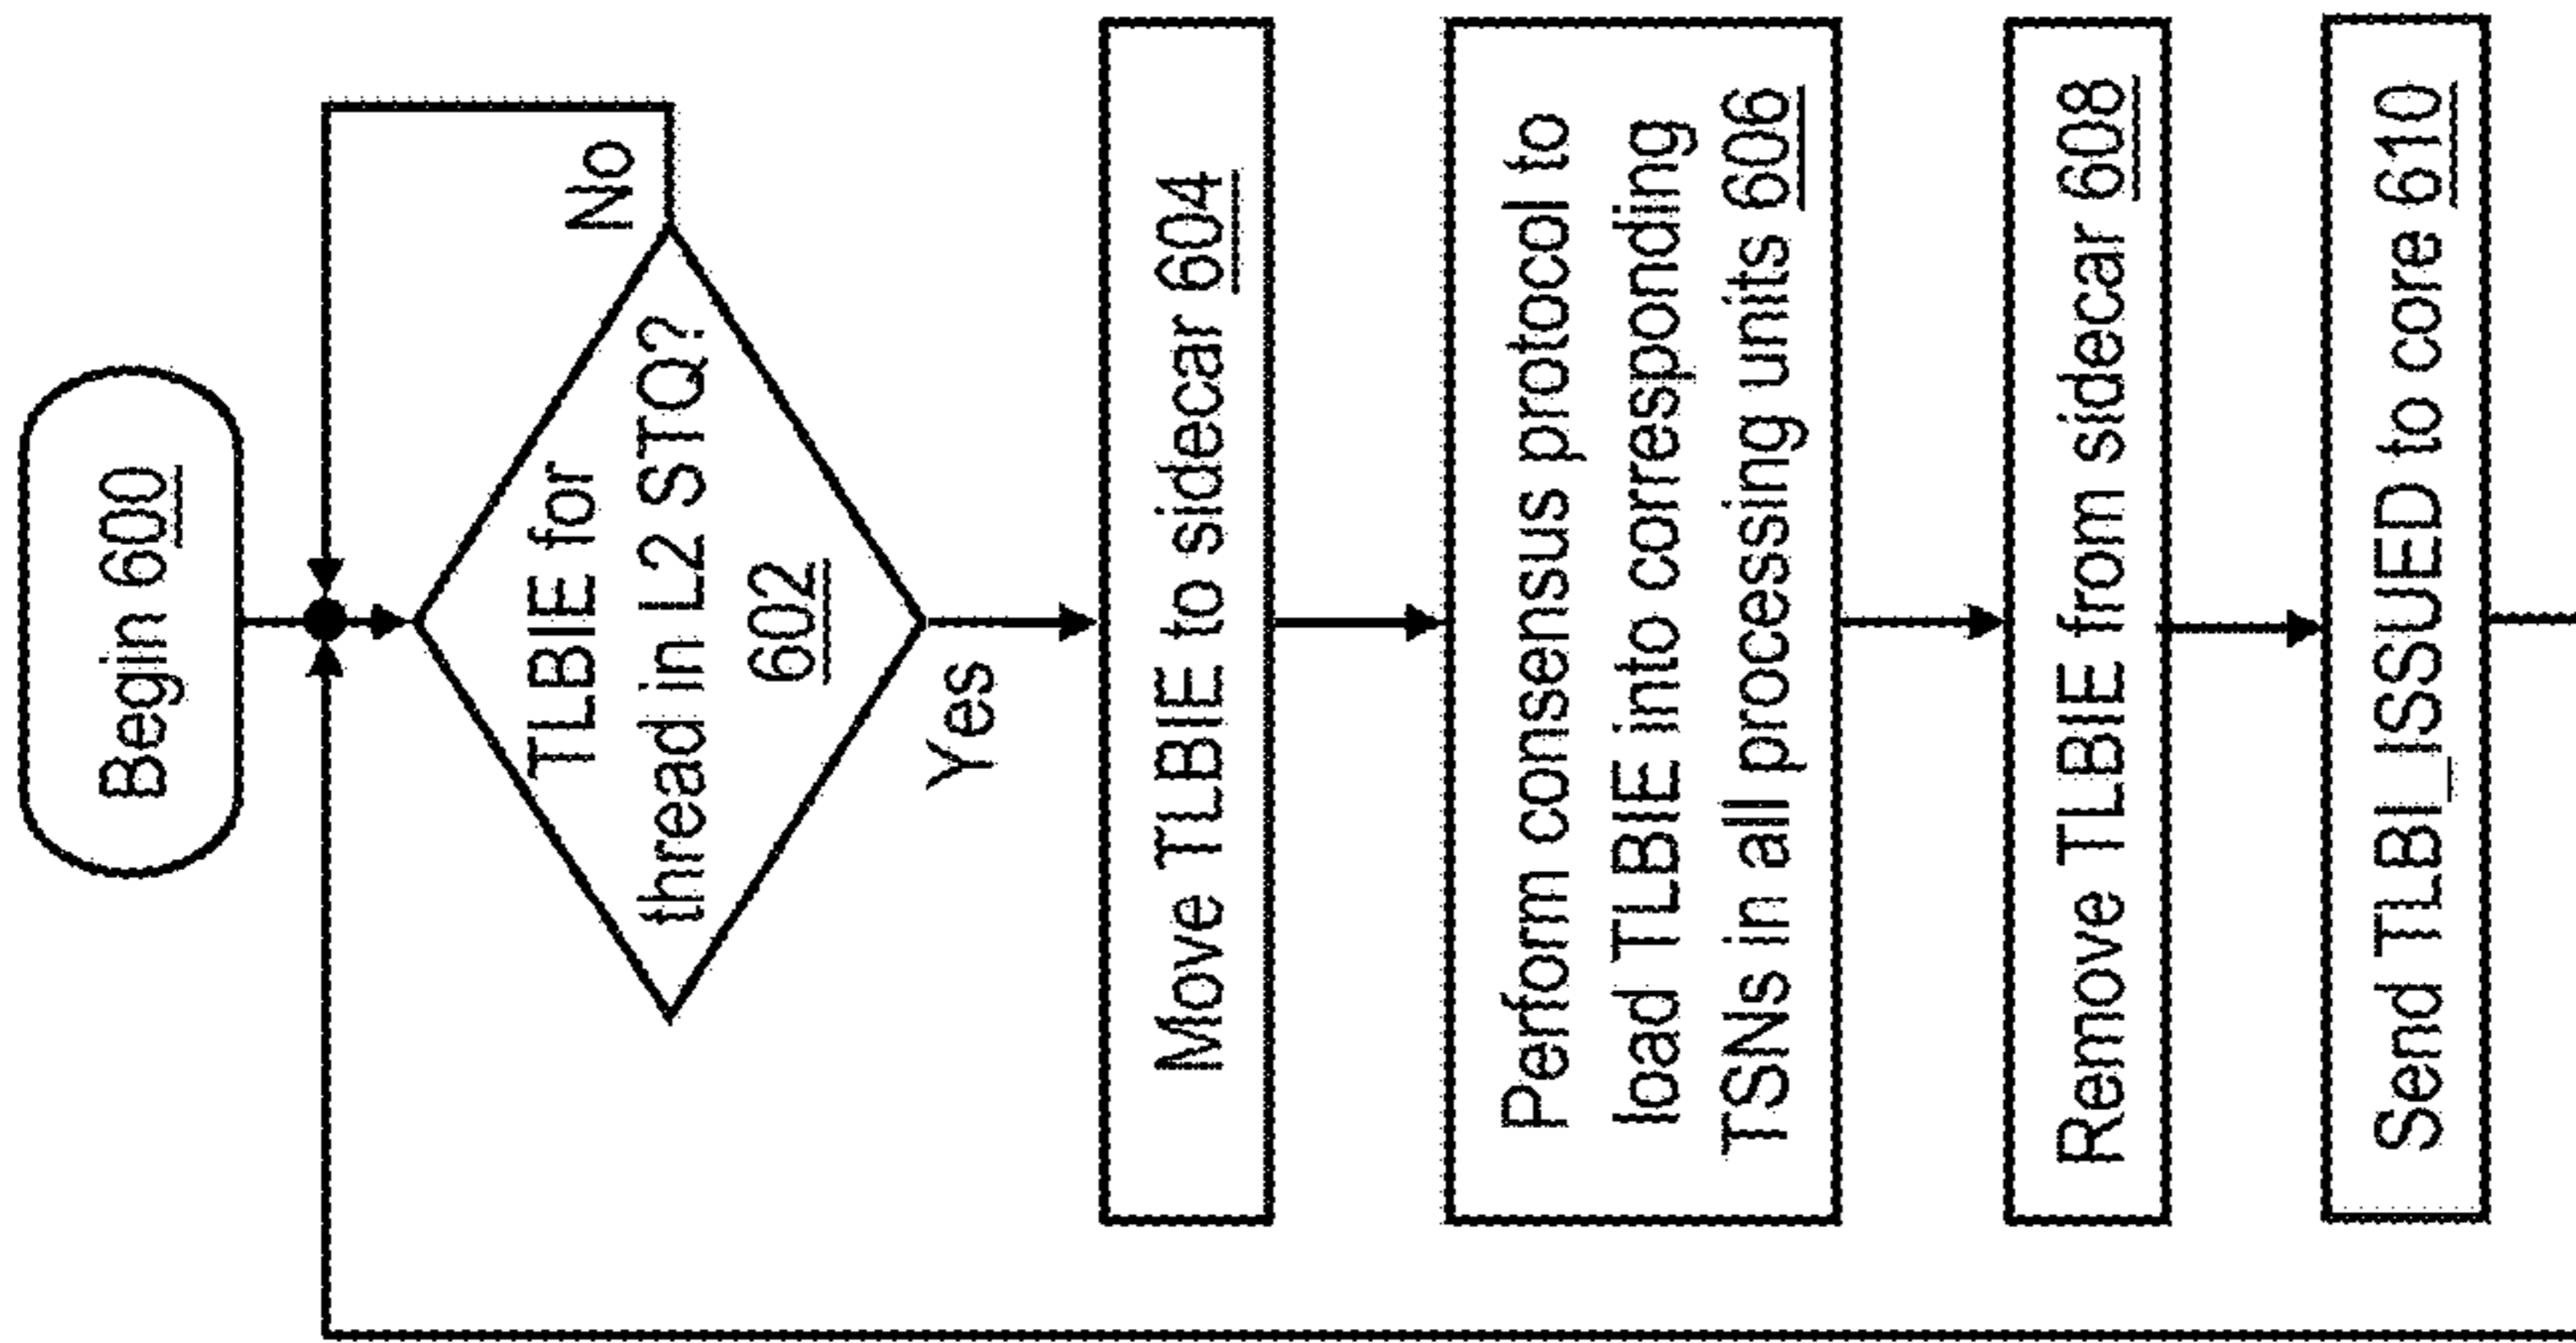 Begin 600
TLBIE for
thread in L2 STQ?
602
No
Yes
Move TLBIE to sidecar 604
Perform consensus protocol to
load TLBIE into corresponding
TSNs in all processing units 606
Remove TLBIE from sidecar 608
Send TLBI_ISSUED to core 610